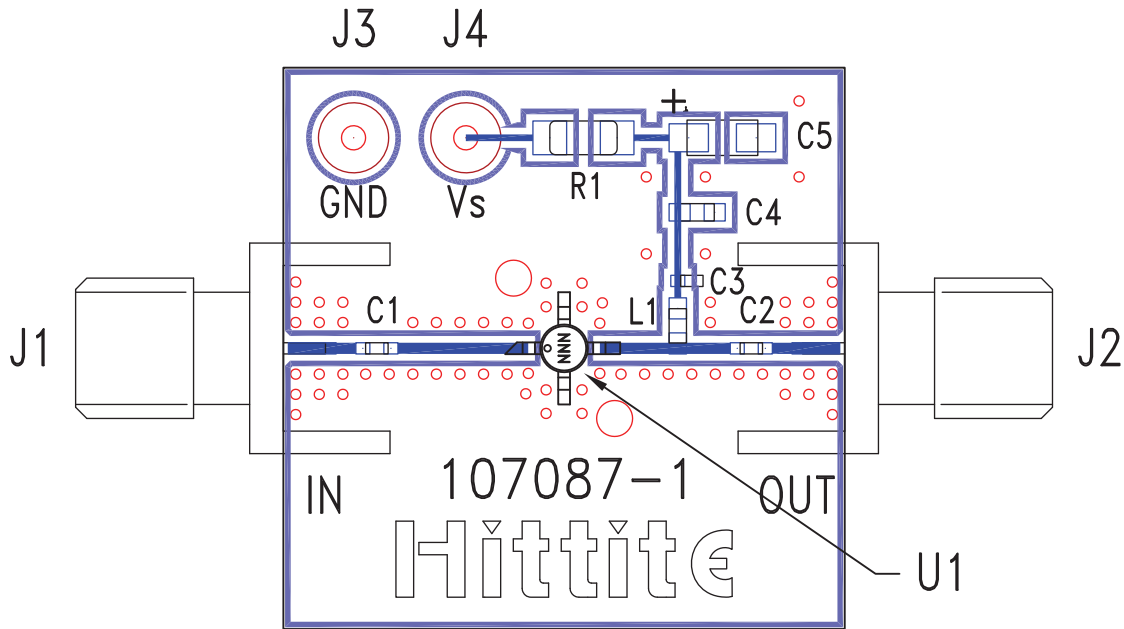 J3 J4
+
C5
R1
GND Vs
C4
C3
C1 L1 C2
J1 NNN J2
107087-1
IN OUT
Hittite
U1